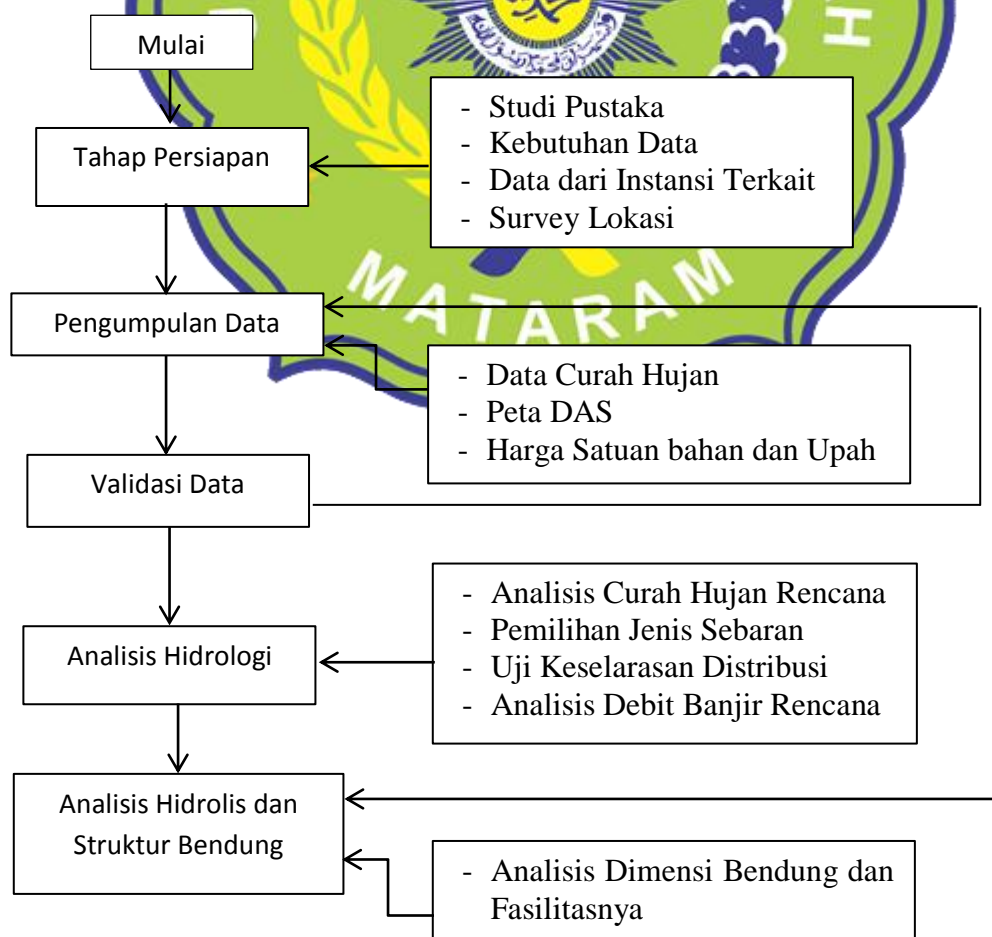 H
Mulai
- Studi Pustaka
- Kebutuhan Data
- Data dari Instansi Terkait
- Survey Lokasi
Tahap Persiapan
MATARAM
Pengumpulan Data
- Data Curah Hujan
- Peta DAS
- Harga Satuan bahan dan Upah
Validasi Data
- Analisis Curah Hujan Rencana
- Pemilihan Jenis Sebaran
- Uji Keselarasan Distribusi
- Analisis Debit Banjir Rencana
Analisis Hidrologi
Analisis Hidrolis dan
Struktur Bendung
- Analisis Dimensi Bendung dan
Fasilitasnya